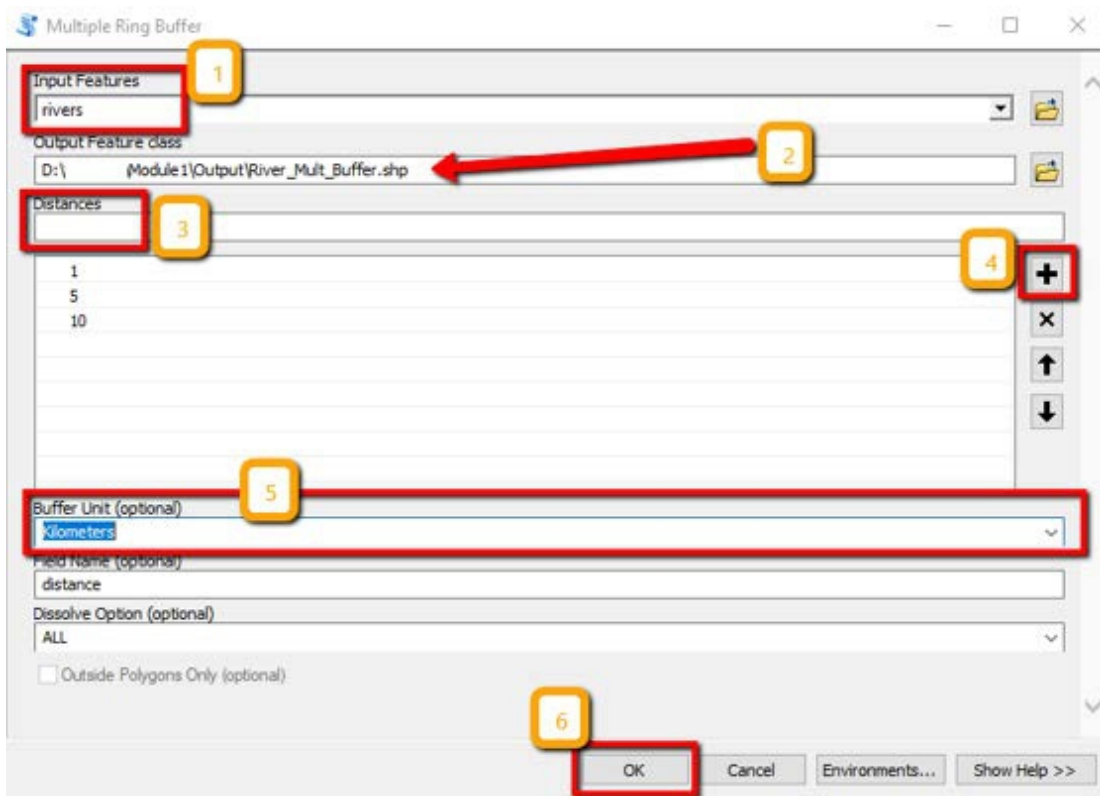 Multiple Ring Buffer
1
Input Features
rivers
Output Feature class
2
D:\ Module1\Output\River_Mult_Buffer.shp
Distances
3
4
1
5
10
5
Buffer Unit (optional)
Kilometers
Field Name (optional)
distance
Dissolve Option (optional)
ALL
Outside Polygons Only (optional)
6
OK Cancel Environments... Show Help >>